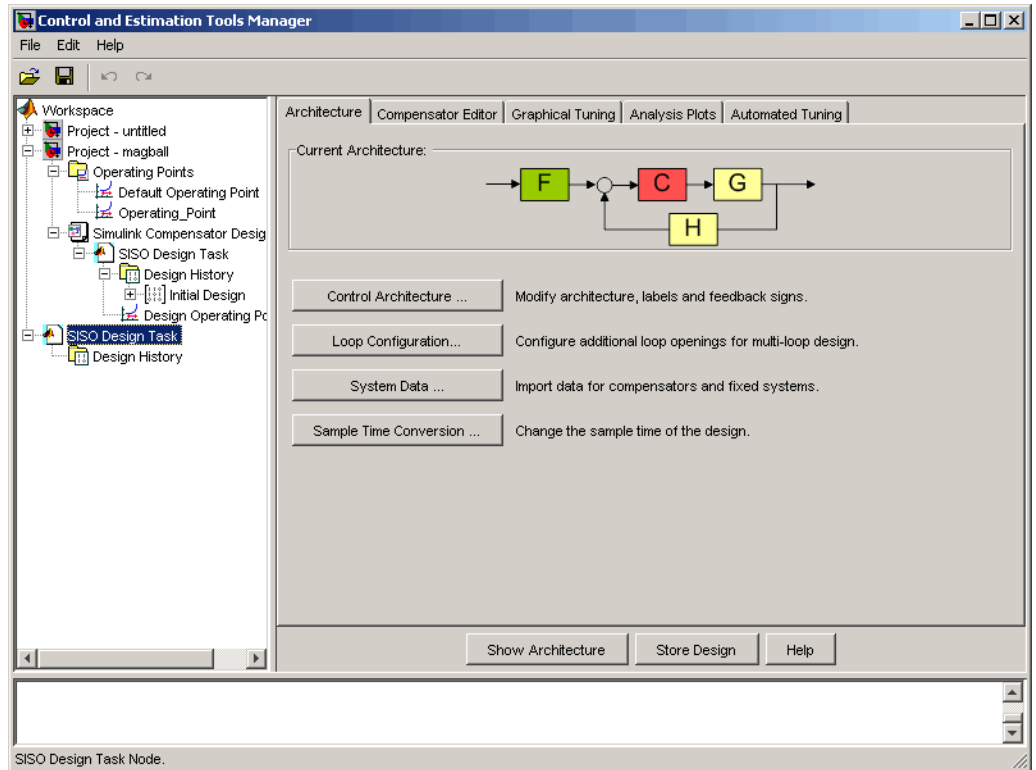 Control and Estimation Tools Manager
File Edit Help
Workspace
Project - untitled
Project - magball
Operating Points
Default Operating Point
Operating_Point
Simulink Compensator Desig
SISO Design Task
Design History
Initial Design
Design Operating Po
SISO Design Task
Design History
Architecture Compensator Editor Graphical Tuning Analysis Plots Automated Tuning
Current Architecture:
F C G
H
Control Architecture ... Modify architecture, labels and feedback signs.
Loop Configuration... Configure additional loop openings for multi-loop design.
System Data ... Import data for compensators and fixed systems.
Sample Time Conversion ... Change the sample time of the design.
Show Architecture Store Design Help
SISO Design Task Node.